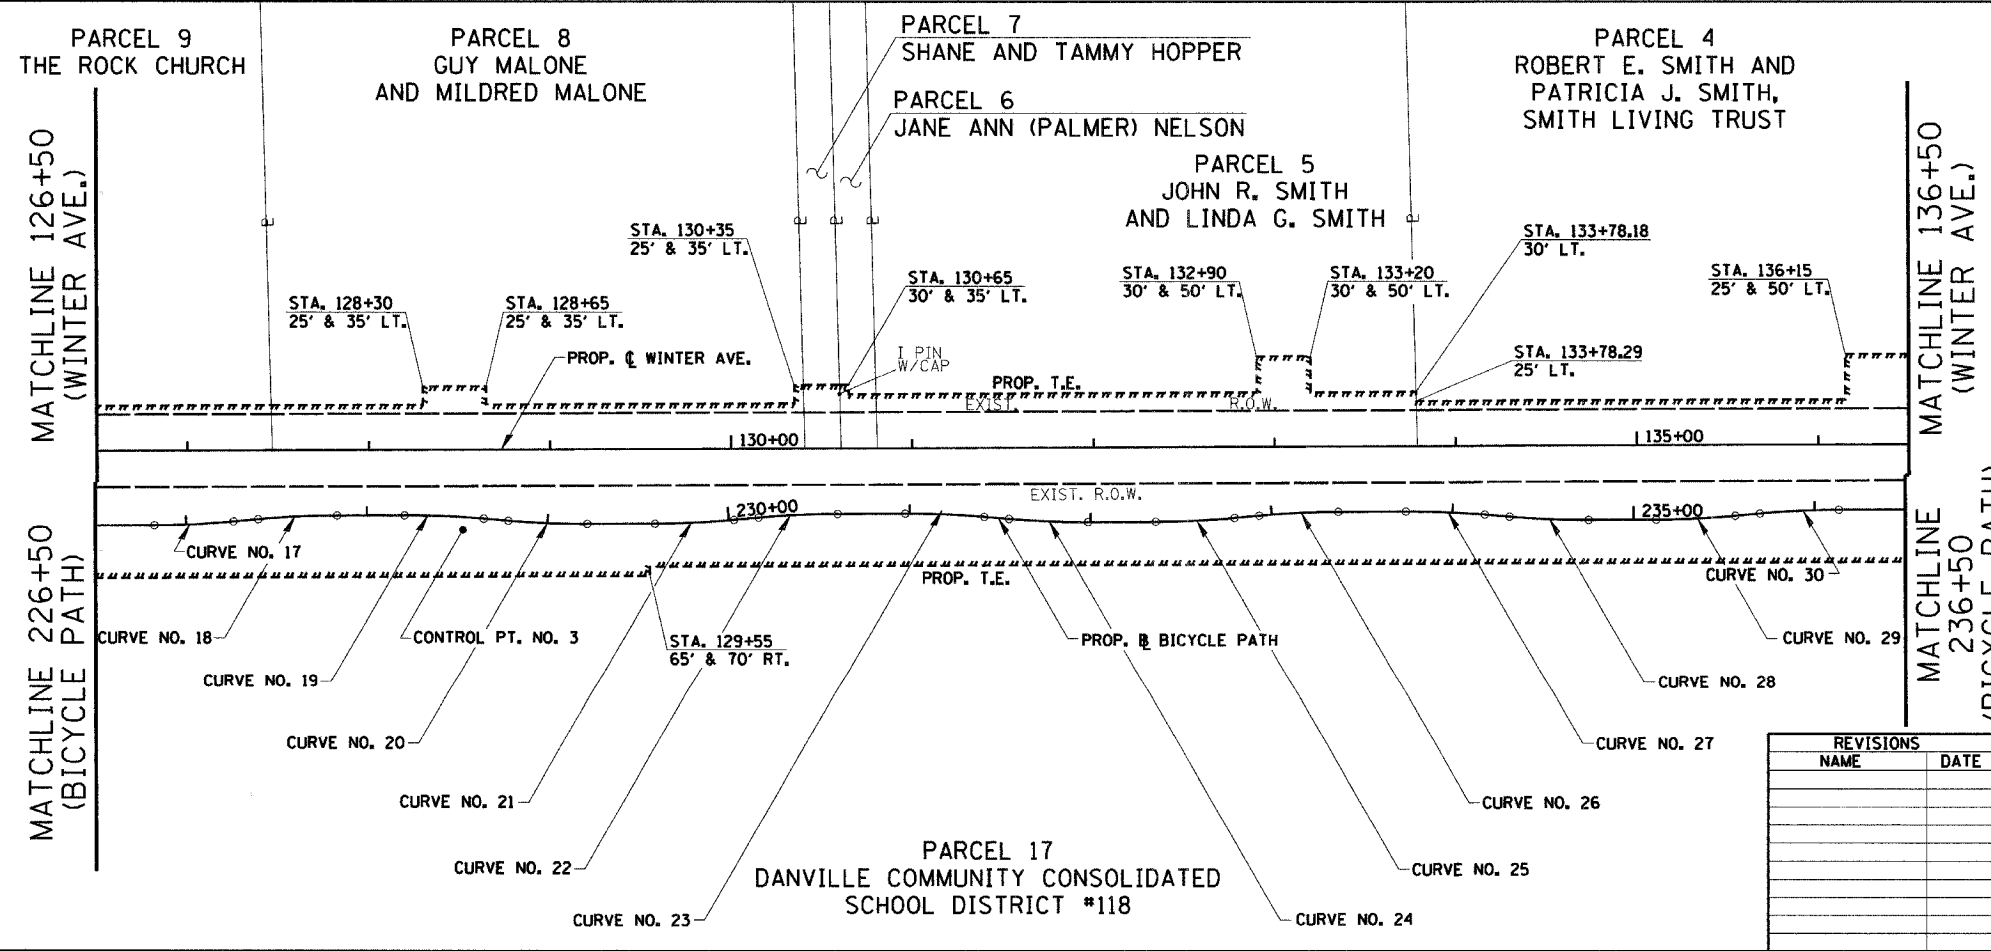 PARCEL 9
THE ROCK CHURCH
PARCEL 8
GUY MALONE
AND MILDRED MALONE
PARCEL 7
SHANE AND TAMMY HOPPER
PARCEL 6
JANE ANN (PALMER) NELSON
PARCEL 5
JOHN R. SMITH
AND LINDA G. SMITH
PARCEL 4
ROBERT E. SMITH AND
PATRICIA J. SMITH,
SMITH LIVING TRUST
MATCHLINE 126+50
(WINTER AVE.)
MATCHLINE 136+50
(WINTER AVE.)
STA. 128+30
25' & 35' LT.
STA. 128+65
25' & 35' LT.
STA. 130+35
25' & 35' LT.
STA. 130+65
30' & 35' LT.
STA. 132+90
30' & 50' LT.
STA. 133+20
30' & 50' LT.
STA. 133+78.18
30' LT.
STA. 133+78.29
25' LT.
STA. 136+15
25' & 50' LT.
PROP. ℄ WINTER AVE.
I PIN
W/CAP
PROP. T.E.
EXIST. R.O.W.
130+00
135+00
EXIST. R.O.W.
230+00
235+00
MATCHLINE 226+50
(BICYCLE PATH)
MATCHLINE
236+50
(BICYCLE PATH)
CURVE NO. 17
CURVE NO. 18
CURVE NO. 19
CURVE NO. 20
CURVE NO. 21
CURVE NO. 22
CURVE NO. 23
CONTROL PT. NO. 3
STA. 129+55
65' & 70' RT.
PROP. T.E.
PROP. BL BICYCLE PATH
CURVE NO. 24
CURVE NO. 25
CURVE NO. 26
CURVE NO. 27
CURVE NO. 28
CURVE NO. 29
CURVE NO. 30
PARCEL 17
DANVILLE COMMUNITY CONSOLIDATED
SCHOOL DISTRICT #118
REVISIONS
NAME DATE